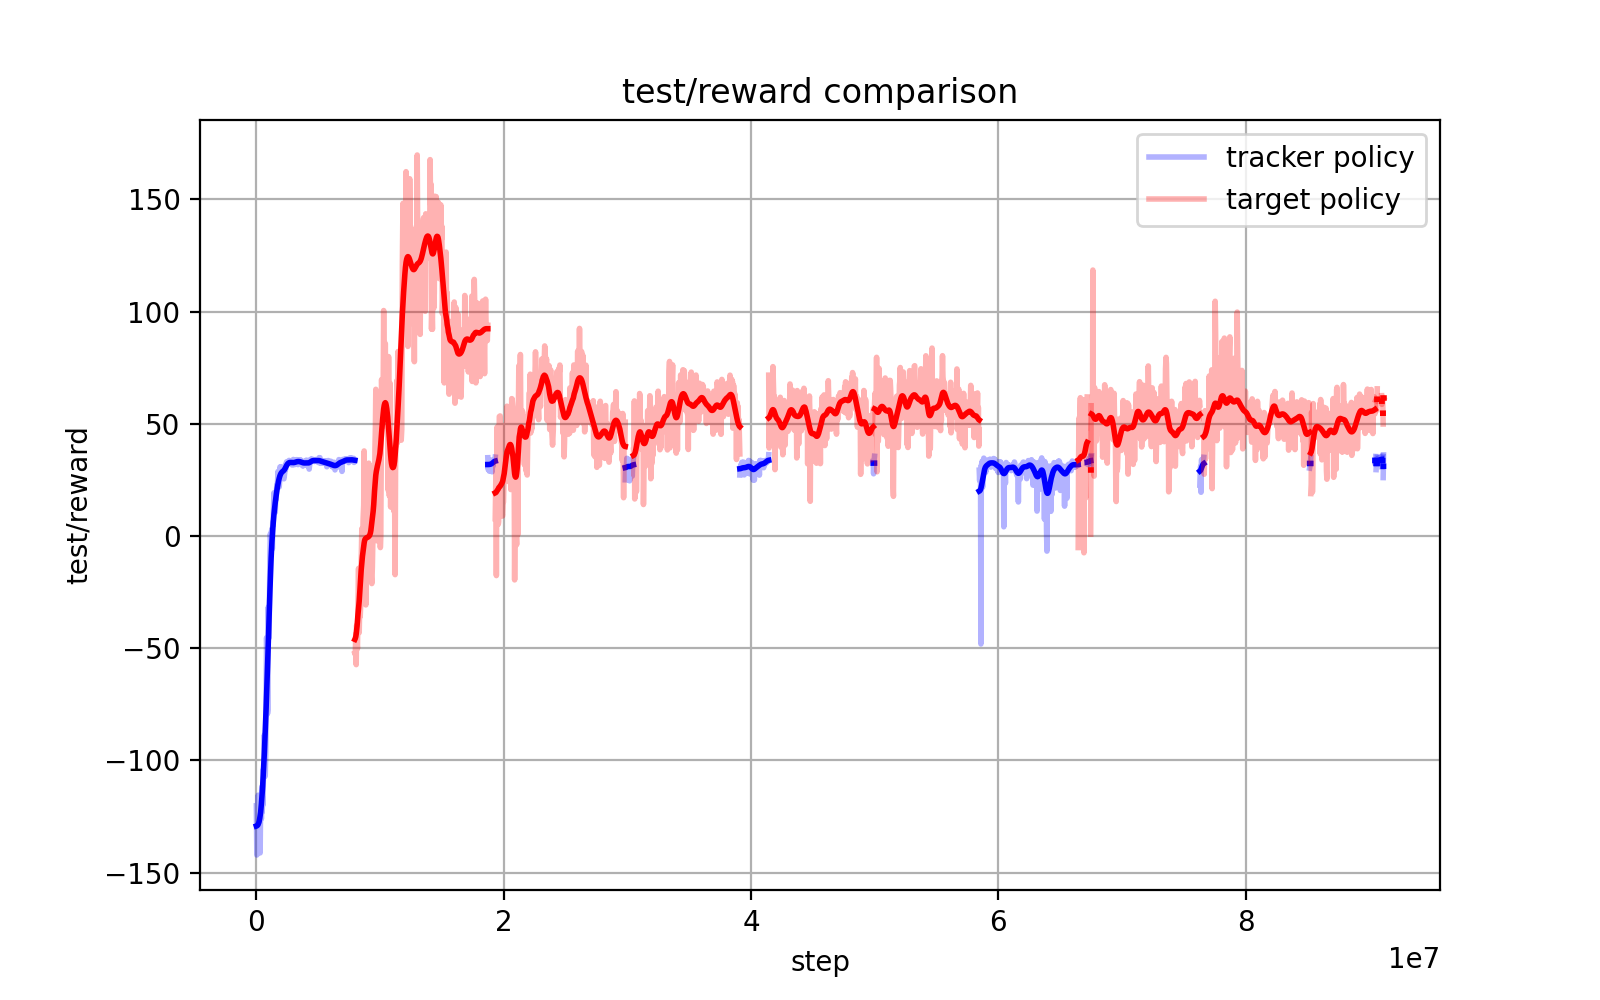 test/reward comparison
tracker policy
target policy
test/reward
150
100
50
0
−50
−100
−150
0
2
4
6
8
1e7
step